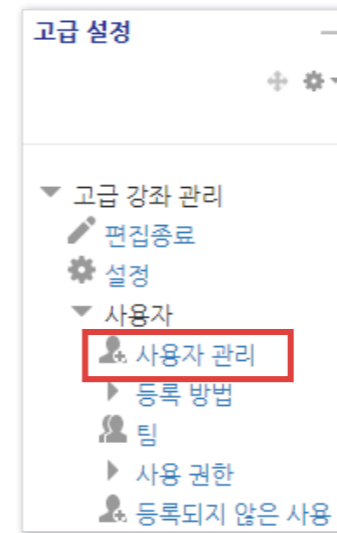 고급 설정
고급 강좌 관리
편집종료
설정
사용자
사용자 관리
등록 방법
팀
사용 권한
등록되지 않은 사용